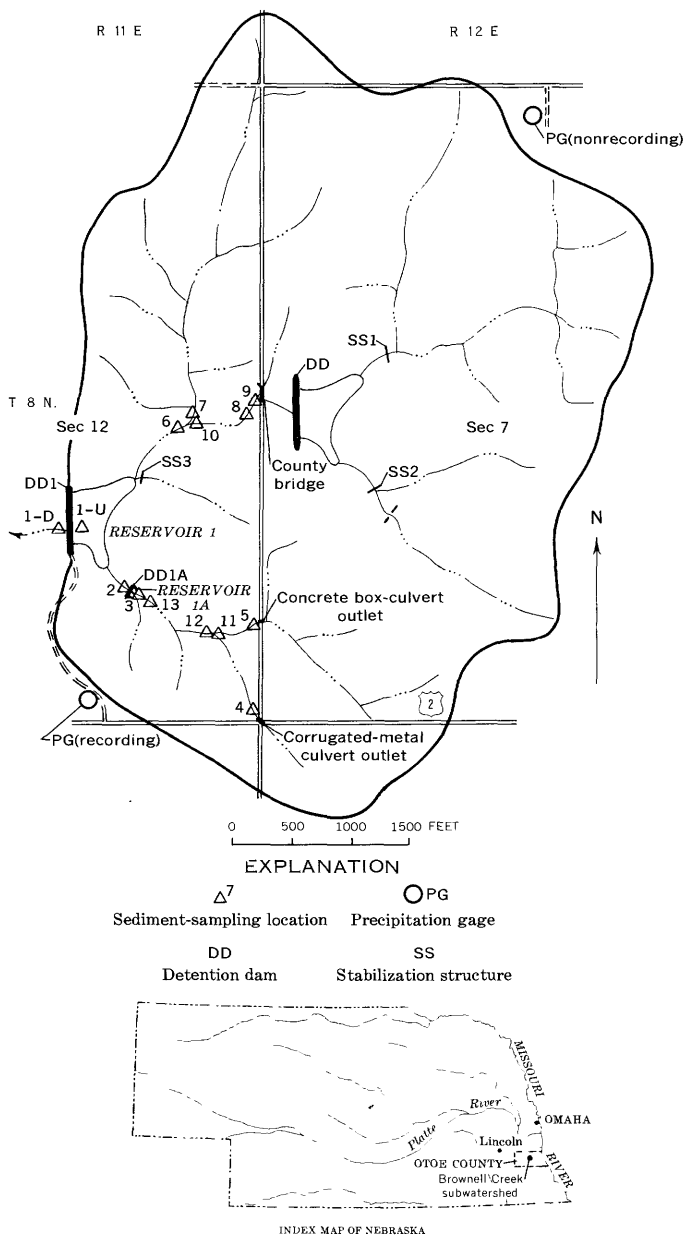 R 11 E
R 12 E
PG(nonrecording)
SS1
DD
T 8 N.
Sec 12
9
8
7
6
10
Sec 7
County
bridge
SS3
SS2
DD1
1-D
1-U
RESERVOIR 1
N
DD1A
RESERVOIR
1A
2
3
13
12
11
5
Concrete box-culvert
outlet
4
2
PG(recording)
Corrugated-metal
culvert outlet
0 500 1000 1500 FEET
EXPLANATION
7
Sediment-sampling location
PG
Precipitation gage
DD
Detention dam
SS
Stabilization structure
MISSOURI
RIVER
Platte
River
OMAHA
Lincoln
OTOE COUNTY
Brownell Creek
subwatershed
INDEX MAP OF NEBRASKA